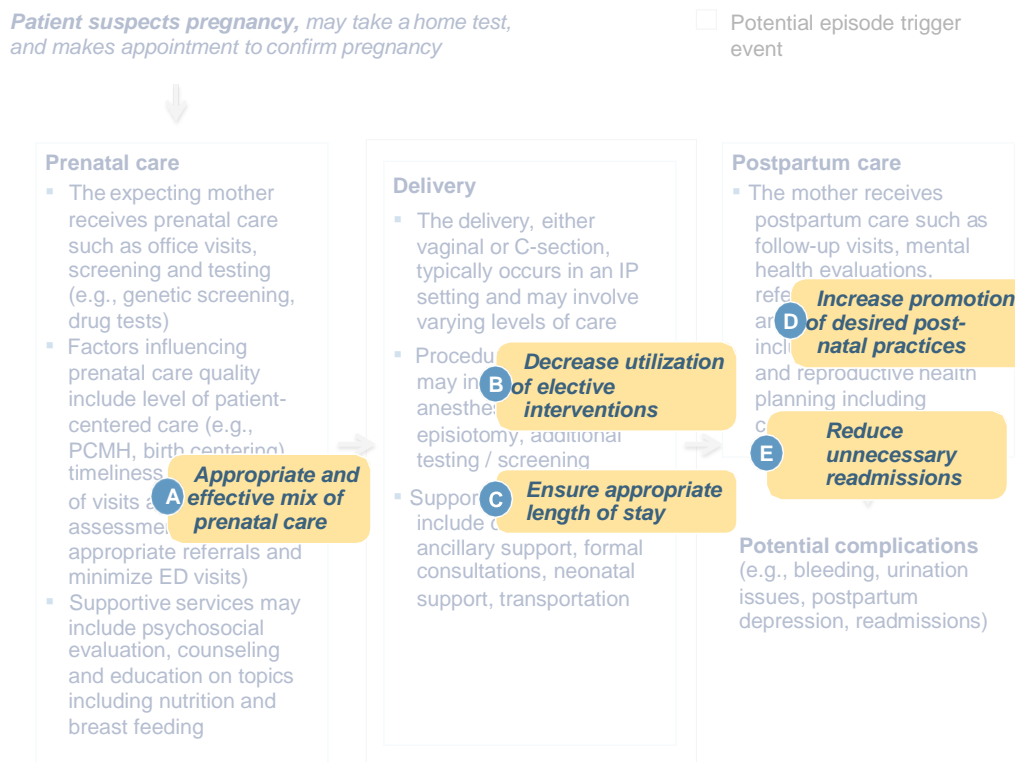 Patient suspects pregnancy, may take a home test,
and makes appointment to confirm pregnancy
Potential episode trigger
event
Prenatal care
▪ The expecting mother
receives prenatal care
such as office visits,
screening and testing
(e.g., genetic screening,
drug tests)
▪ Factors influencing
prenatal care quality
include level of patient-
centered care (e.g.,
PCMH, birth centering)
timeliness
of visits
assessmen
appropriate referrals and
minimize ED visits)
▪ Supportive services may
include psychosocial
evaluation, counseling
and education on topics
including nutrition and
breast feeding
A
Appropriate and
effective mix of
prenatal care
Delivery
▪ The delivery, either
vaginal or C-section,
typically occurs in an IP
setting and may involve
varying levels of care
▪ Procedu
may in
anesthes
episiotomy, additional
testing / screening
▪ Suppor
include
ancillary support, formal
consultations, neonatal
support, transportation
B
Decrease utilization
of elective
interventions
C
Ensure appropriate
length of stay
Postpartum care
▪ The mother receives
postpartum care such as
follow-up visits, mental
health evaluations,
refe
incl
and reproductive health
planning including
D
Increase promotion
of desired post-
natal practices
E
Reduce
unnecessary
readmissions
Potential complications
(e.g., bleeding, urination
issues, postpartum
depression, readmissions)